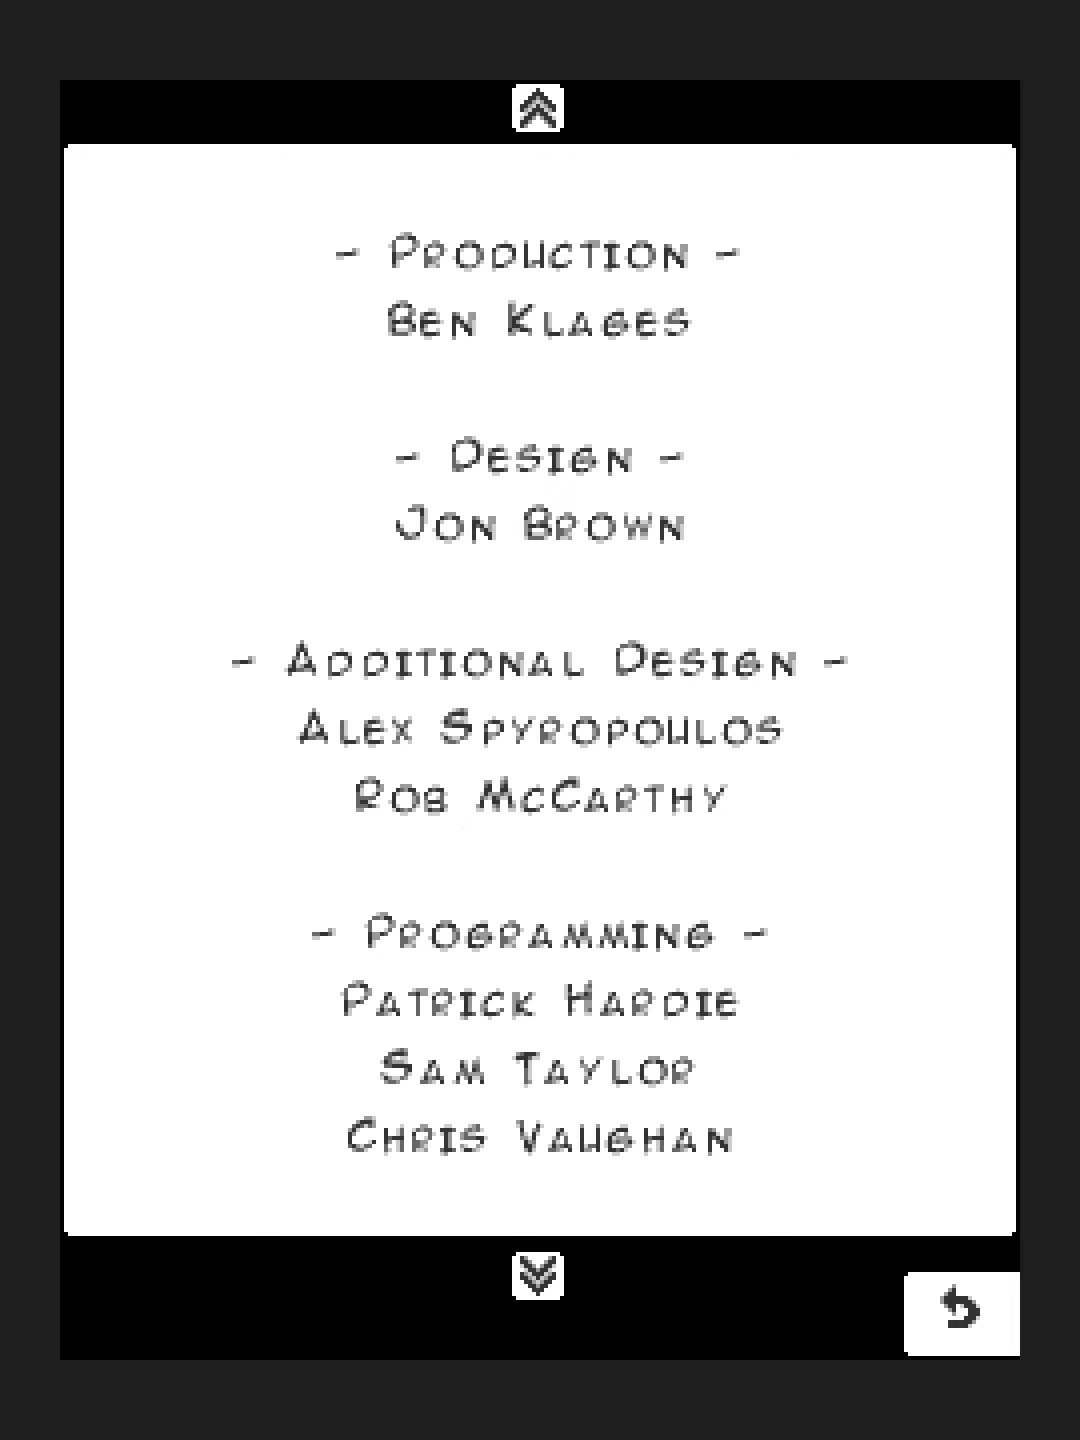 - Production -
Ben Klages
- Design -
Jon Brown
- Additional Design -
Alex Spyropoulos
Rob McCarthy
- Programming -
Patrick Hardie
Sam Taylor
Chris Vaughan